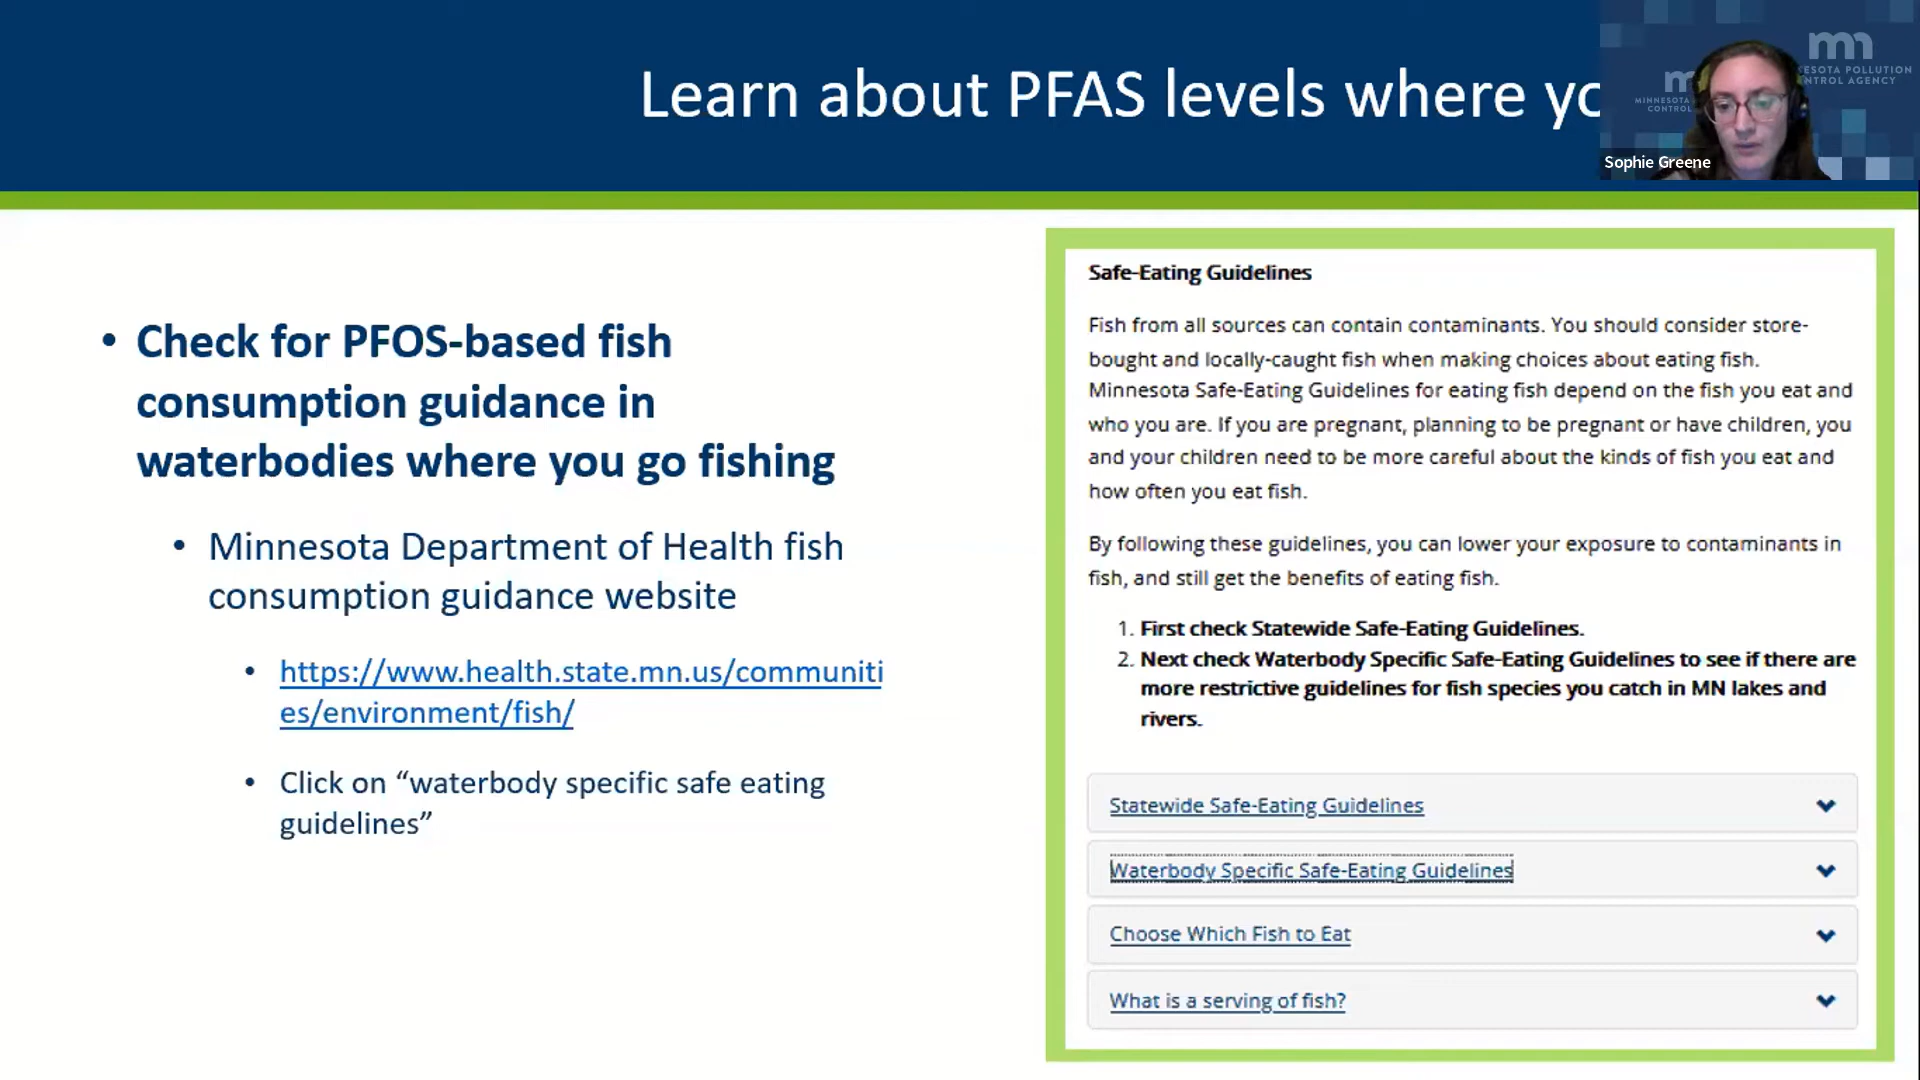 Learn about PFAS levels where yo
MINNESOTA
CONTROL
mn
ESOTA POLLUTION
NTROL AGENCY
Sophie Greene
• Check for PFOS-based fish
consumption guidance in
waterbodies where you go fishing
• Minnesota Department of Health fish
consumption guidance website
• https://www.health.state.mn.us/communiti
es/environment/fish/
• Click on “waterbody specific safe eating
guidelines”
Safe-Eating Guidelines
Fish from all sources can contain contaminants. You should consider store-
bought and locally-caught fish when making choices about eating fish.
Minnesota Safe-Eating Guidelines for eating fish depend on the fish you eat and
who you are. If you are pregnant, planning to be pregnant or have children, you
and your children need to be more careful about the kinds of fish you eat and
how often you eat fish.
By following these guidelines, you can lower your exposure to contaminants in
fish, and still get the benefits of eating fish.
1. First check Statewide Safe-Eating Guidelines.
2. Next check Waterbody Specific Safe-Eating Guidelines to see if there are
more restrictive guidelines for fish species you catch in MN lakes and
rivers.
Statewide Safe-Eating Guidelines
Waterbody Specific Safe-Eating Guidelines
Choose Which Fish to Eat
What is a serving of fish?